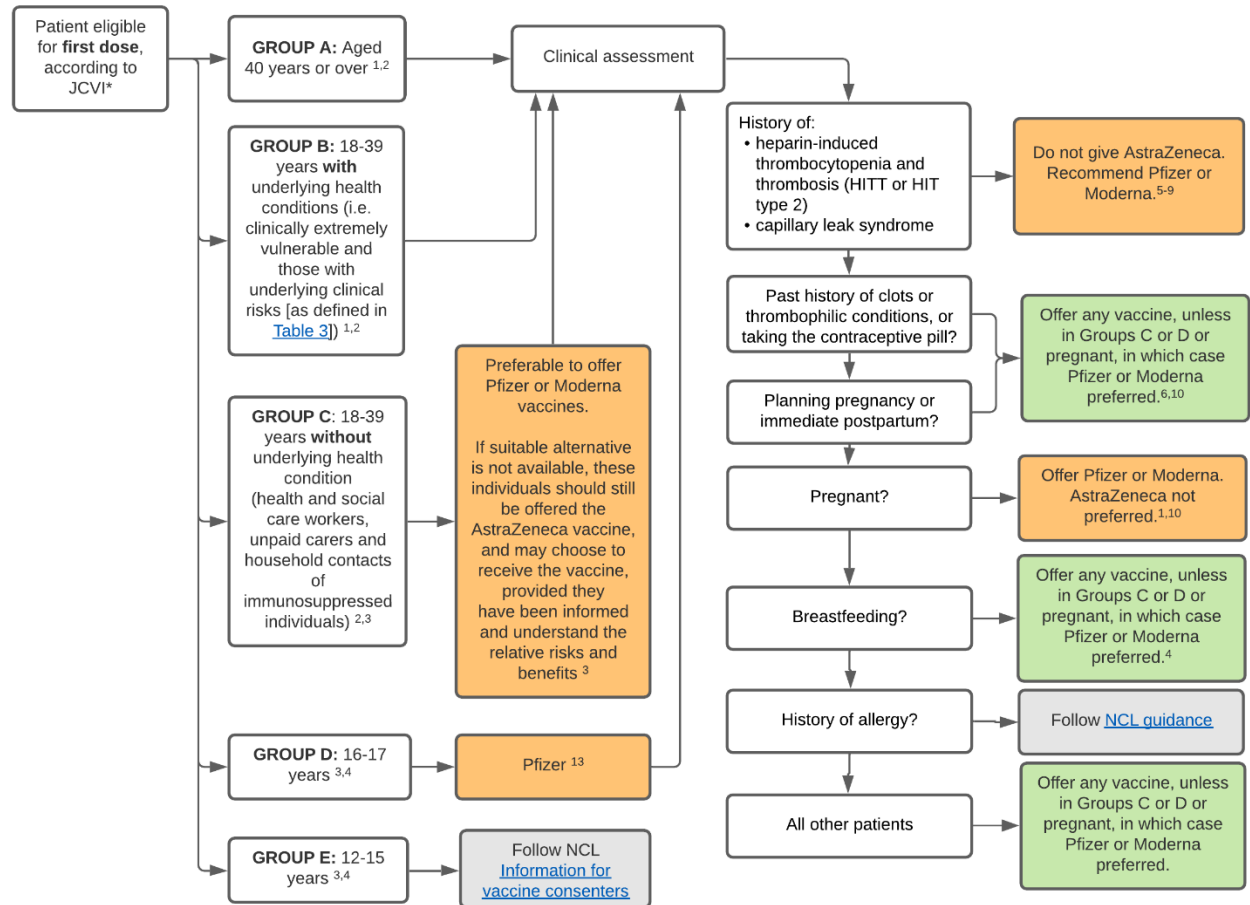 Patient eligible
for first dose,
according to
JCVI*
GROUP A: Aged
40 years or over 1,2
Clinical assessment
GROUP B: 18-39
years with
underlying health
conditions (i.e.
clinically extremely
vulnerable and
those with
underlying clinical
risks [as defined in
Table 3]) 1,2
GROUP C: 18-39
years without
underlying health
condition
(health and social
care workers,
unpaid carers and
household contacts
of
immunosuppressed
individuals) 2,3
Preferable to offer
Pfizer or Moderna
vaccines.
If suitable alternative
is not available, these
individuals should still
be offered the
AstraZeneca vaccine,
and may choose to
receive the vaccine,
provided they
have been informed
and understand the
relative risks and
benefits 3
GROUP D: 16-17
years 3,4
Pfizer 13
GROUP E: 12-15
years 3,4
Follow NCL
Information for
vaccine consenters
History of:
• heparin-induced
thrombocytopenia and
thrombosis (HITT or HIT
type 2)
• capillary leak syndrome
Do not give AstraZeneca.
Recommend Pfizer or
Moderna.5-9
Past history of clots or
thrombophilic conditions, or
taking the contraceptive pill?
Planning pregnancy or
immediate postpartum?
Offer any vaccine, unless
in Groups C or D or
pregnant, in which case
Pfizer or Moderna
preferred.6,10
Pregnant?
Offer Pfizer or Moderna.
AstraZeneca not
preferred.1,10
Breastfeeding?
Offer any vaccine, unless
in Groups C or D or
pregnant, in which case
Pfizer or Moderna
preferred.4
History of allergy?
Follow NCL guidance
All other patients
Offer any vaccine, unless
in Groups C or D or
pregnant, in which case
Pfizer or Moderna
preferred.